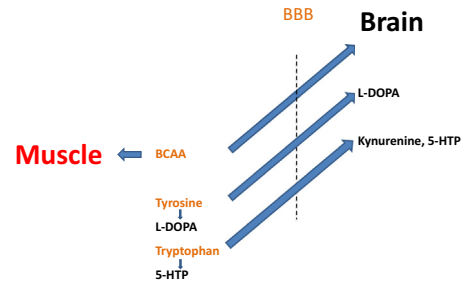 BBB
Brain
L-DOPA
Kynurenine, 5-HTP
Muscle
BCAA
Tyrosine
L-DOPA
Tryptophan
5-HTP